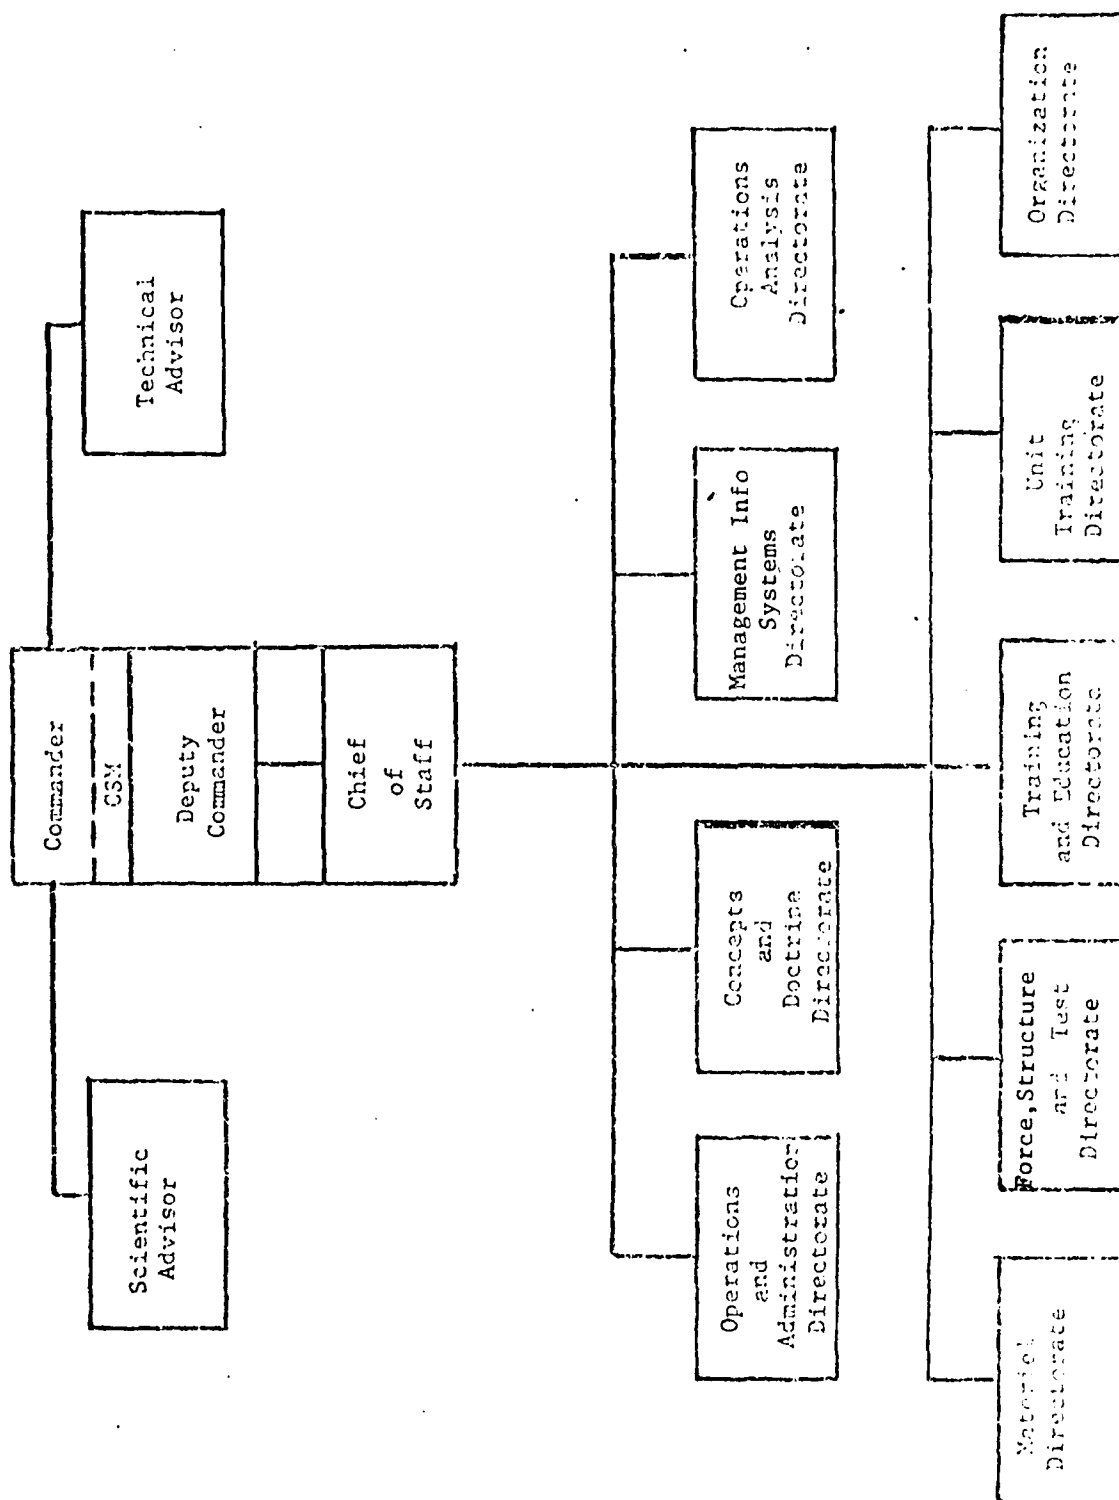 Commander
CSM
Deputy
Commander
Chief
of
Staff
Scientific
Advisor
Technical
Advisor
Operations
and
Administration
Directorate
Concepts
and
Doctrine
Directorate
Management Info
Systems
Directorate
Operations
Analysis
Directorate
Materiel
Directorate
Force,Structure
and Test
Directorate
Training
and Education
Directorate
Unit
Training
Directorate
Organization
Directorate